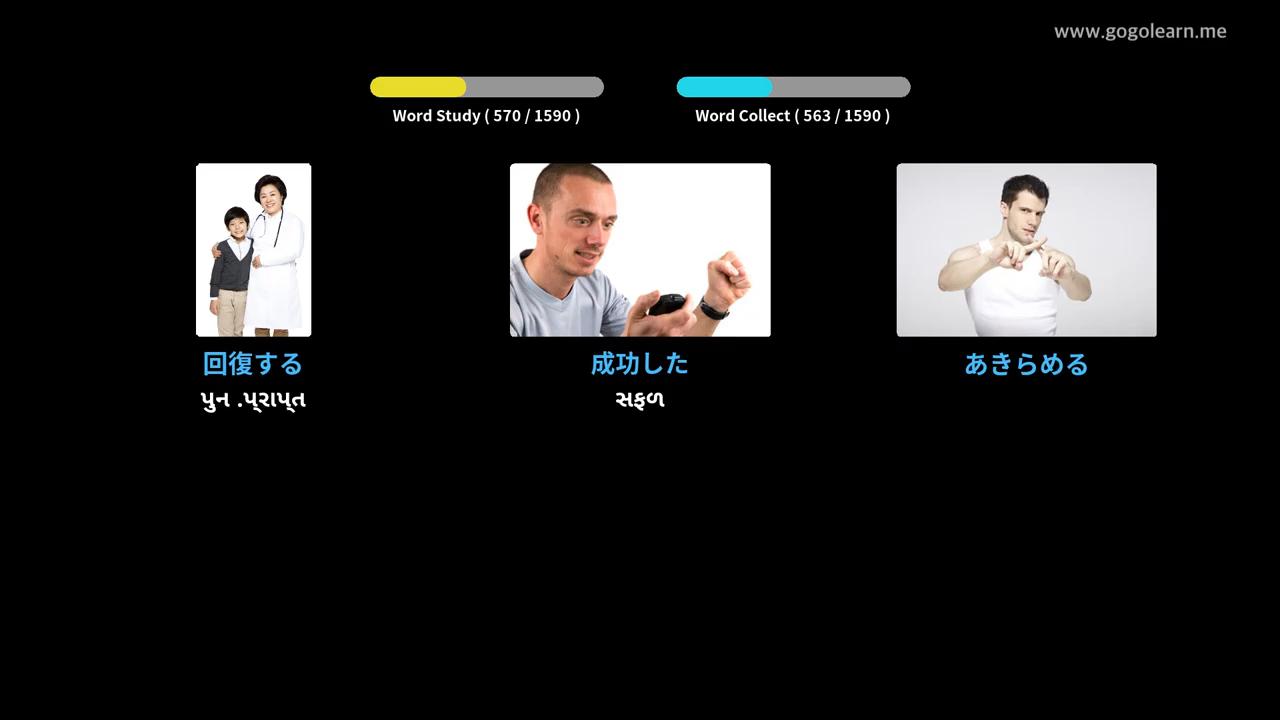 www.gogolearn.me
Word Study ( 570 / 1590 )
Word Collect ( 563 / 1590 )
回復する
成功した
あきらめる
પુન .પ્રાપ્ત
સફળ